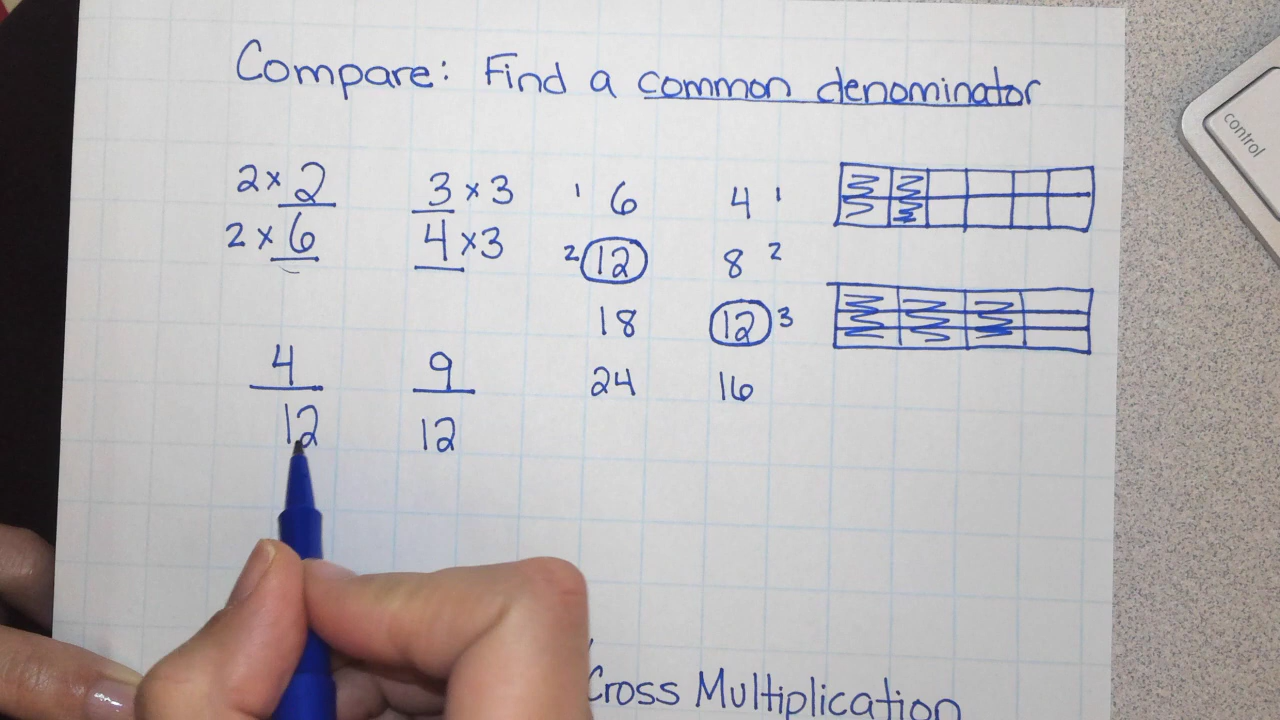 Compare: Find a common denominator
2 × 2 3 × 3 1 6 4 1
2 × 6 4 × 3 2 12 8 2
18 12 3
4 9 24 16
12 12
Cross Multiplication
control